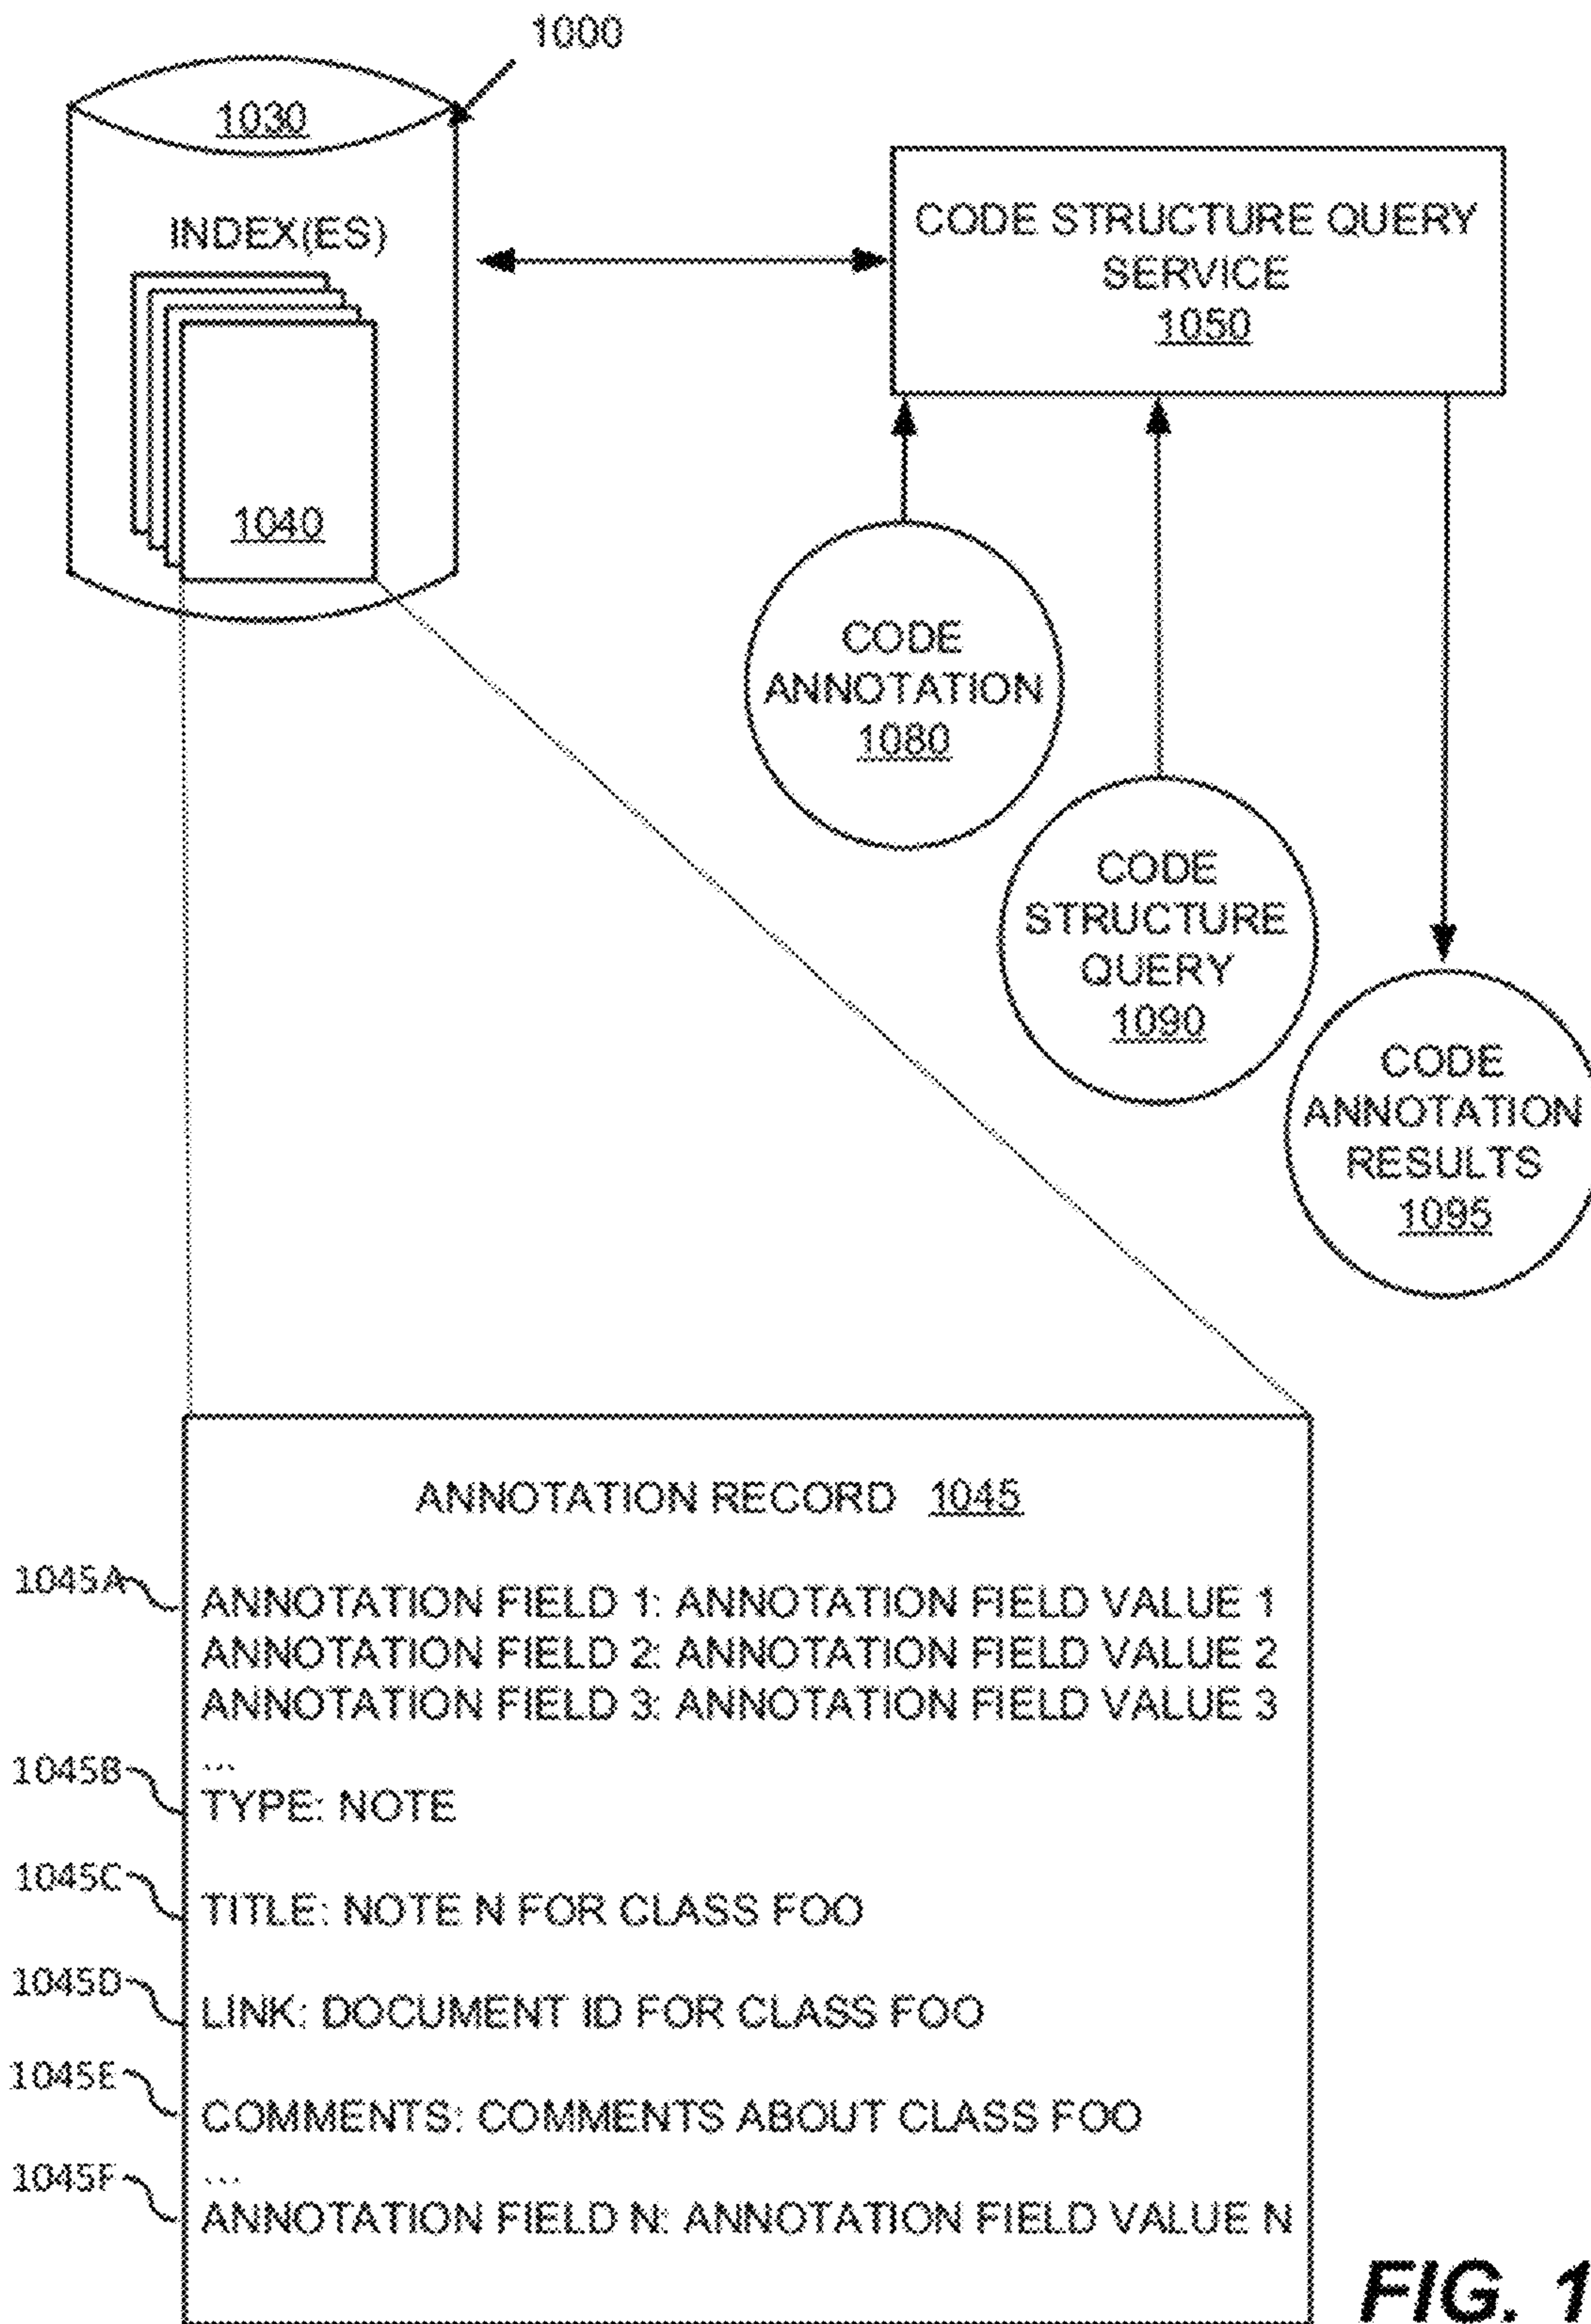 1000
1030
INDEX(ES)
1040
CODE STRUCTURE QUERY
SERVICE
1050
CODE
ANNOTATION
1080
CODE
STRUCTURE
QUERY
1090
CODE
ANNOTATION
RESULTS
1095
ANNOTATION RECORD 1045
1045A
ANNOTATION FIELD 1: ANNOTATION FIELD VALUE 1
ANNOTATION FIELD 2: ANNOTATION FIELD VALUE 2
ANNOTATION FIELD 3: ANNOTATION FIELD VALUE 3
...
1045B
TYPE: NOTE
1045C
TITLE: NOTE N FOR CLASS FOO
1045D
LINK: DOCUMENT ID FOR CLASS FOO
1045E
COMMENTS: COMMENTS ABOUT CLASS FOO
...
1045F
ANNOTATION FIELD N: ANNOTATION FIELD VALUE N
FIG. 1